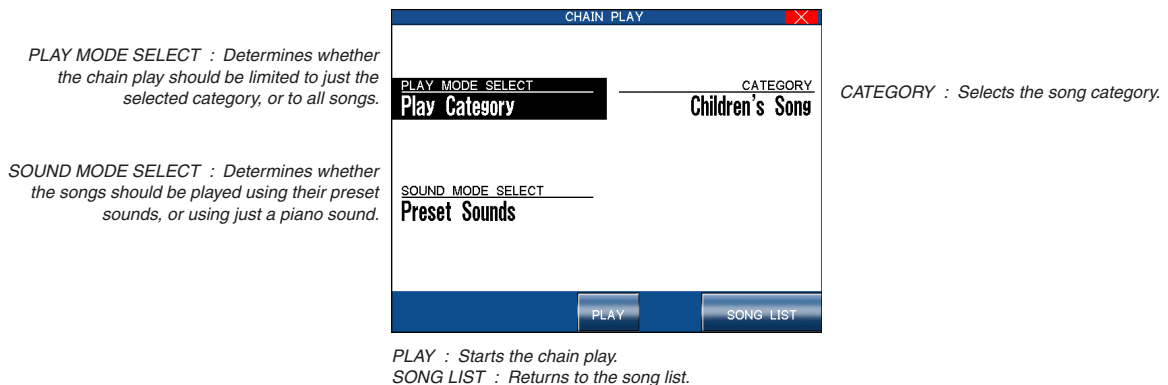 CHAIN PLAY
PLAY MODE SELECT : Determines whether
the chain play should be limited to just the
selected category, or to all songs.
PLAY MODE SELECT
Play Category
CATEGORY
Children's Song
CATEGORY : Selects the song category.
SOUND MODE SELECT : Determines whether
the songs should be played using their preset
sounds, or using just a piano sound.
SOUND MODE SELECT
Preset Sounds
PLAY
SONG LIST
PLAY : Starts the chain play.
SONG LIST : Returns to the song list.